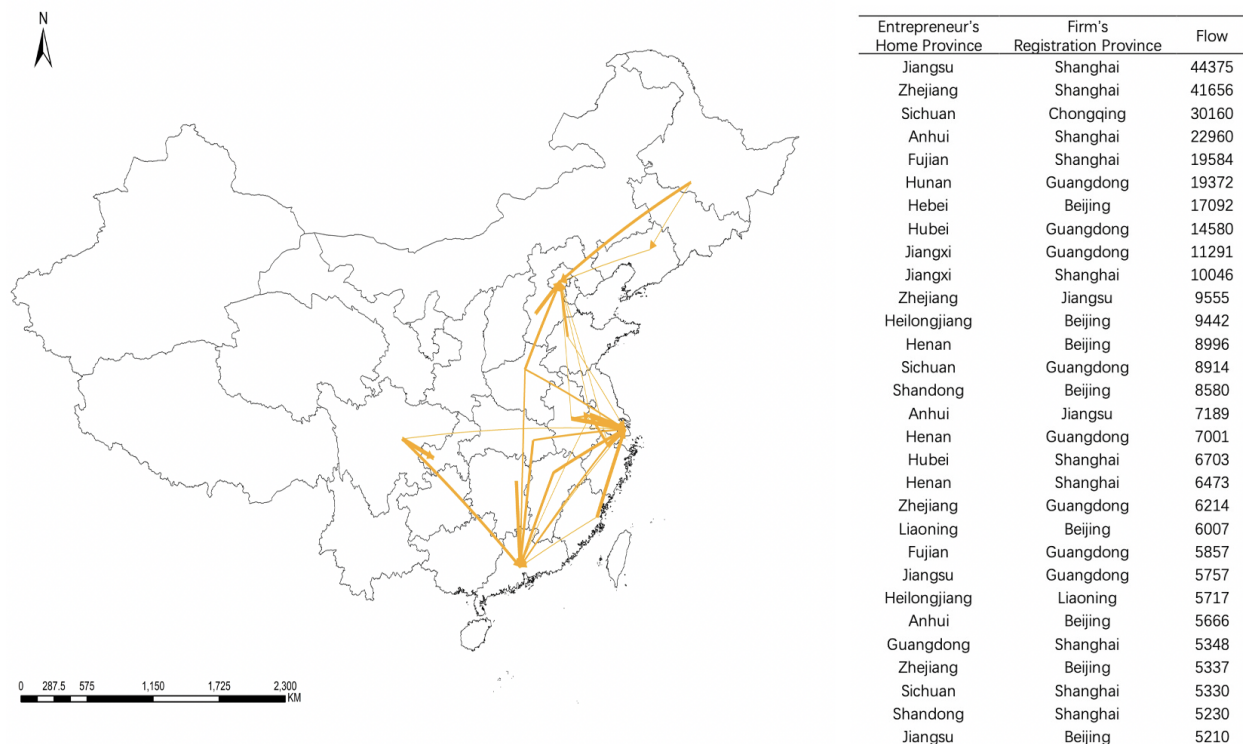 N
0 287.5 575 1,150 1,725 2,300
KM
Entrepreneur's Home Province Firm's Registration Province Flow
Jiangsu Shanghai 44375
Zhejiang Shanghai 41656
Sichuan Chongqing 30160
Anhui Shanghai 22960
Fujian Shanghai 19584
Hunan Guangdong 19372
Hebei Beijing 17092
Hubei Guangdong 14580
Jiangxi Guangdong 11291
Jiangxi Shanghai 10046
Zhejiang Jiangsu 9555
Heilongjiang Beijing 9442
Henan Beijing 8996
Sichuan Guangdong 8914
Shandong Beijing 8580
Anhui Jiangsu 7189
Henan Guangdong 7001
Hubei Shanghai 6703
Henan Shanghai 6473
Zhejiang Guangdong 6214
Liaoning Beijing 6007
Fujian Guangdong 5857
Jiangsu Guangdong 5757
Heilongjiang Liaoning 5717
Anhui Beijing 5666
Guangdong Shanghai 5348
Zhejiang Beijing 5337
Sichuan Shanghai 5330
Shandong Shanghai 5230
Jiangsu Beijing 5210